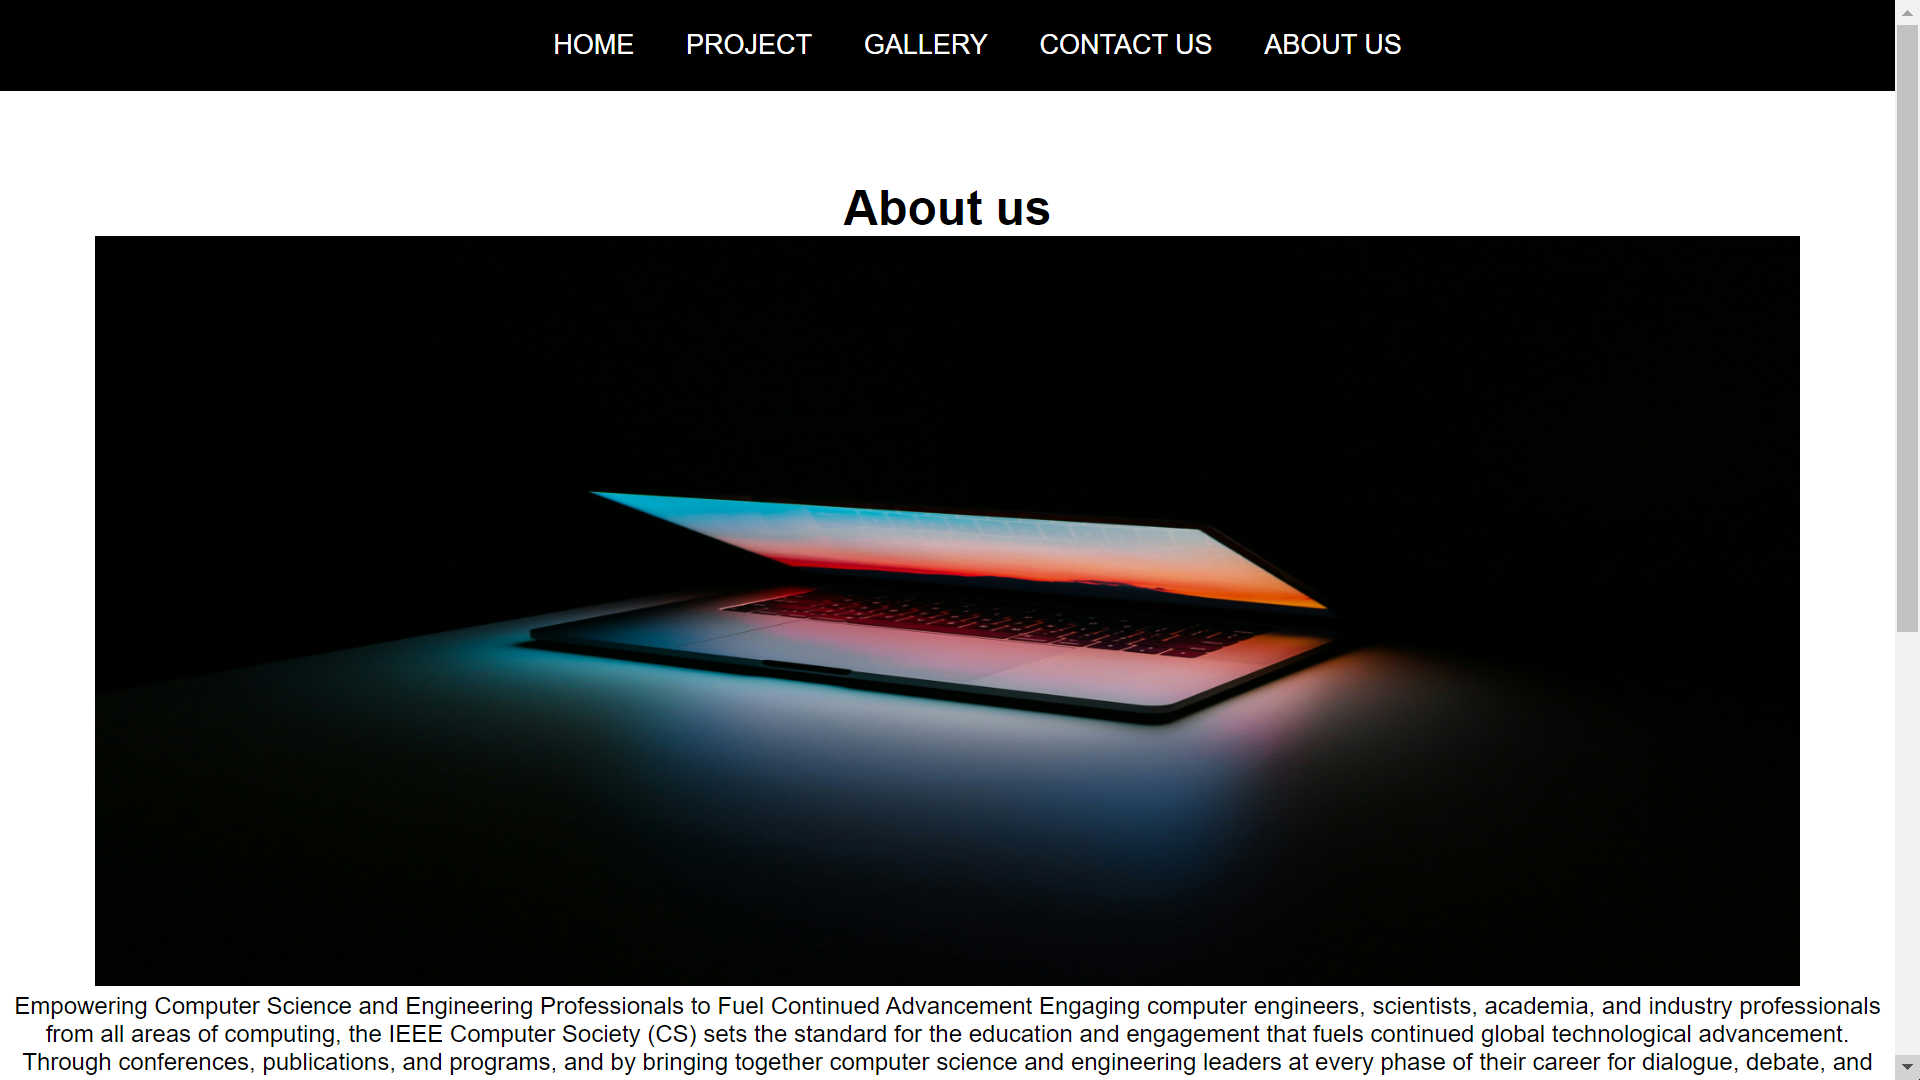 HOME PROJECT GALLERY CONTACT US ABOUT US
About us
Empowering Computer Science and Engineering Professionals to Fuel Continued Advancement Engaging computer engineers, scientists, academia, and industry professionals
from all areas of computing, the IEEE Computer Society (CS) sets the standard for the education and engagement that fuels continued global technological advancement.
Through conferences, publications, and programs, and by bringing together computer science and engineering leaders at every phase of their career for dialogue, debate, and